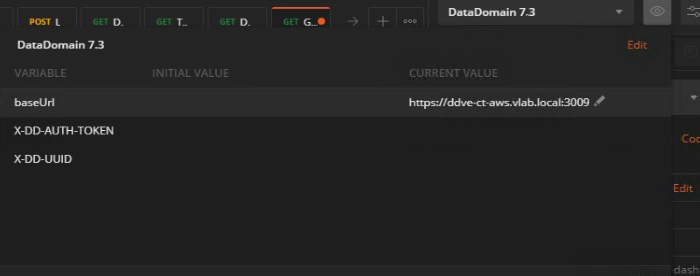 POST L GET D. GET T.. GET D. GET G... DataDomain 7.3
DataDomain 7.3 Edit
VARIABLE INITIAL VALUE CURRENT VALUE
baseUrl https://ddve-ct-aws.vlab.local:3009
X-DD-AUTH-TOKEN
Coc
X-DD-UUID
Edit
dash